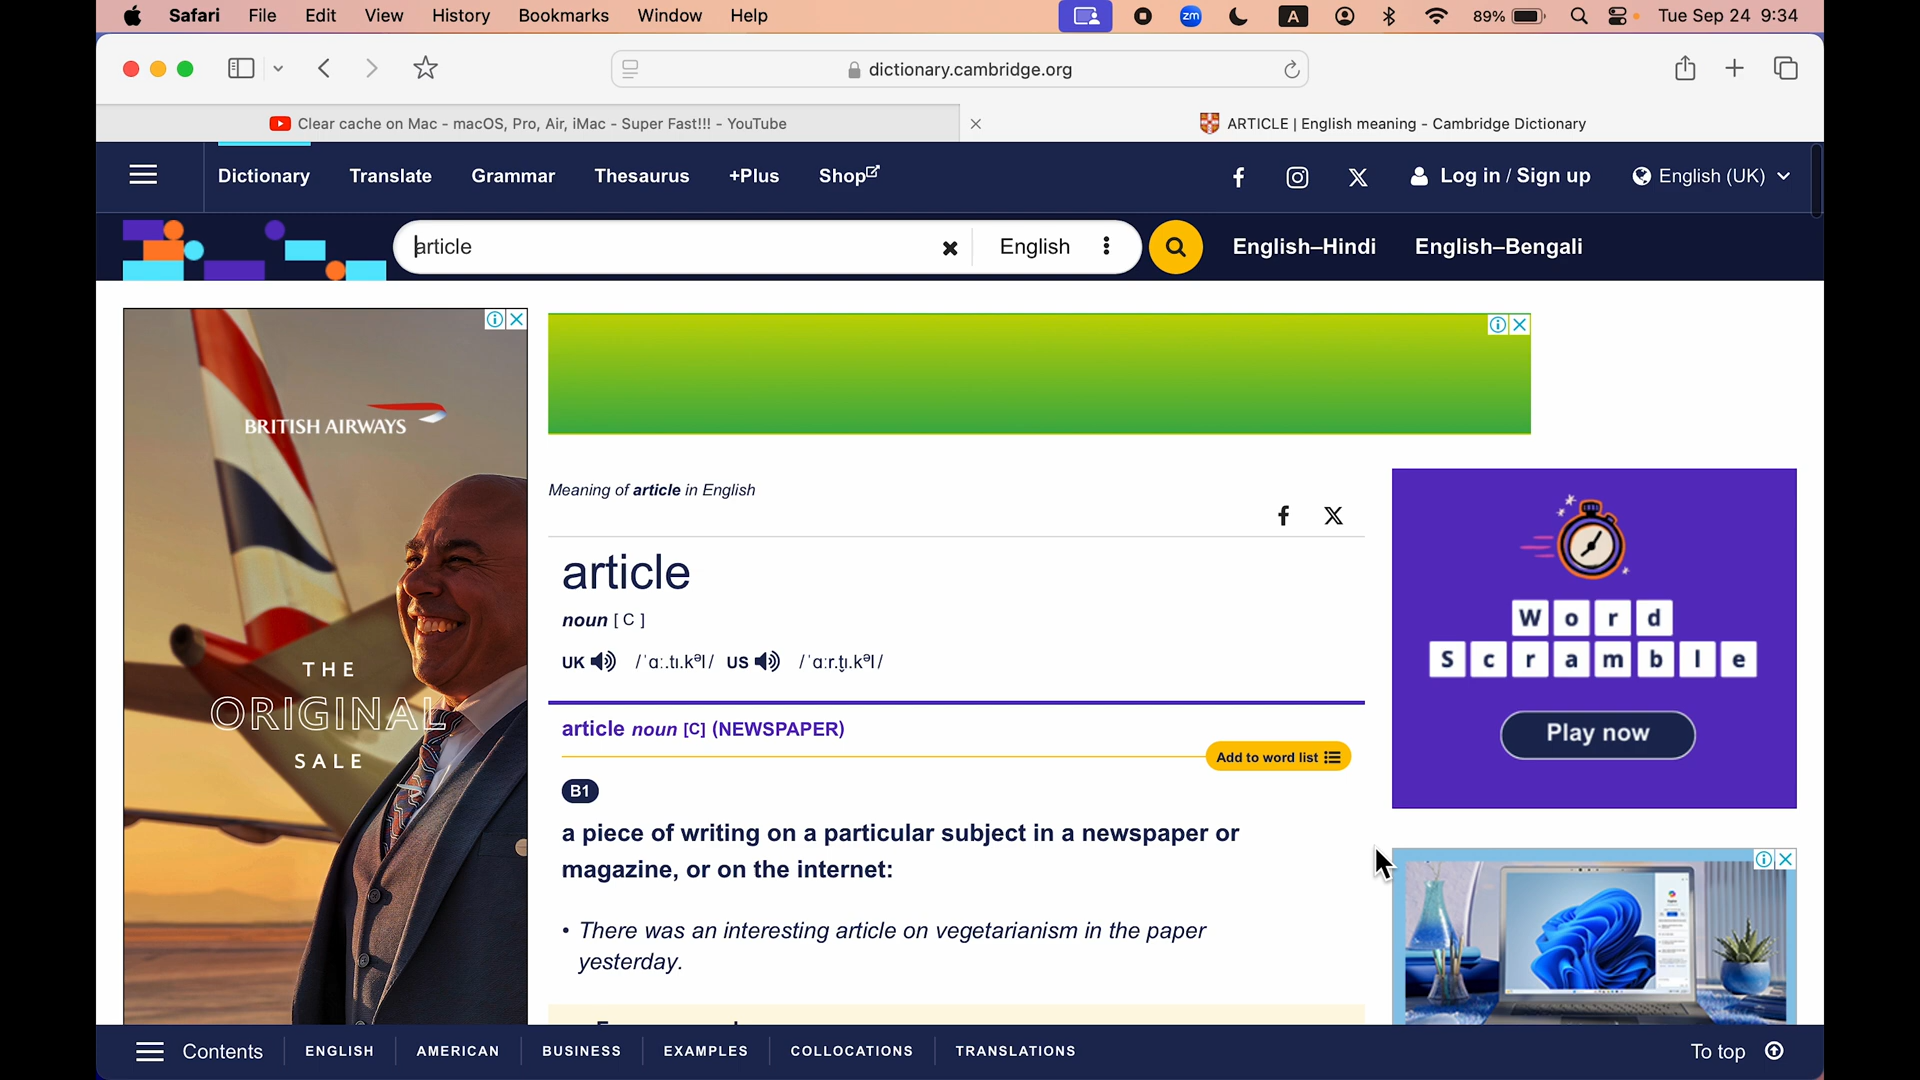 Safari File Edit View History Bookmarks Window Help zm A 89% Tue Sep 24 9:34
dictionary.cambridge.org
Clear cache on Mac - macOS, Pro, Air, iMac - Super Fast!!! - YouTube
ARTICLE | English meaning - Cambridge Dictionary
Dictionary Translate Grammar Thesaurus +Plus Shop Log in / Sign up English (UK)
article English English–Hindi English–Bengali
BRITISH AIRWAYS
THE
ORIGINAL
SALE
Meaning of article in English
article
noun [ C ]
UK /ˈɑː.tɪ.kᵊl/ US /ˈɑːr.t̬ɪ.kᵊl/
article noun [C] (NEWSPAPER)
Add to word list
B1
a piece of writing on a particular subject in a newspaper or
magazine, or on the internet:
• There was an interesting article on vegetarianism in the paper
yesterday.
Word
Scramble
Play now
Contents ENGLISH AMERICAN BUSINESS EXAMPLES COLLOCATIONS TRANSLATIONS To top